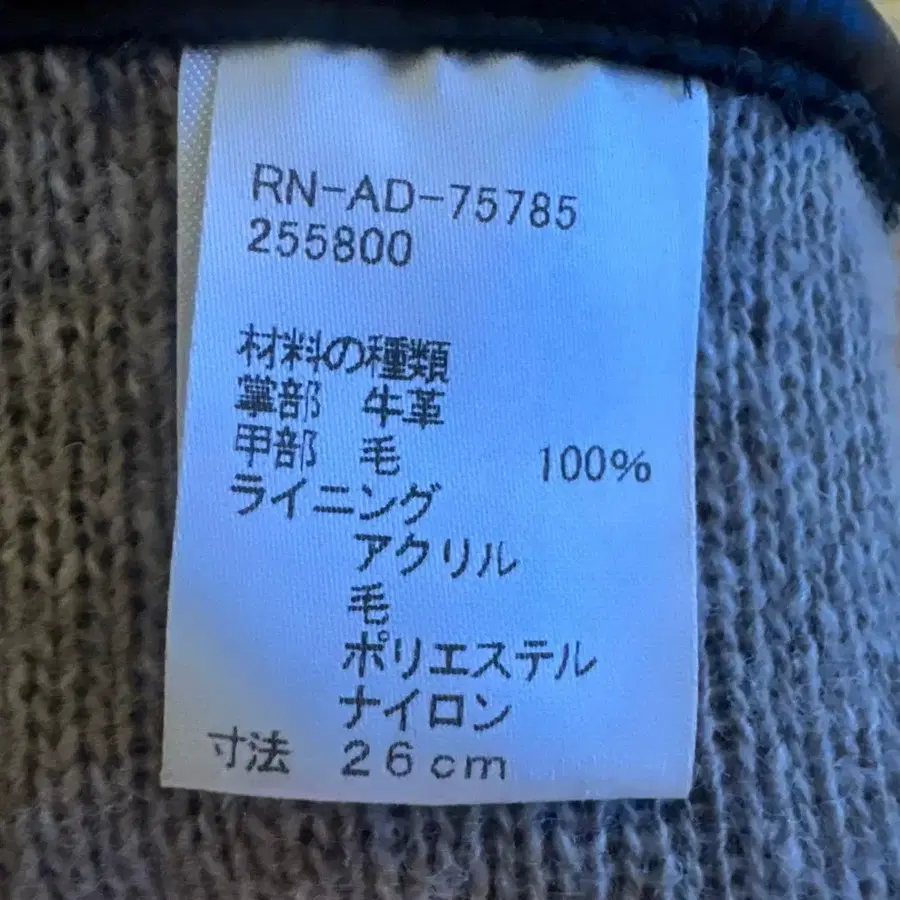 RN-AD-75785
255800
材料の種類
掌部 牛革
甲部 毛 100%
ライニング
アクリル
毛
ポリエステル
ナイロン
寸法 26cm